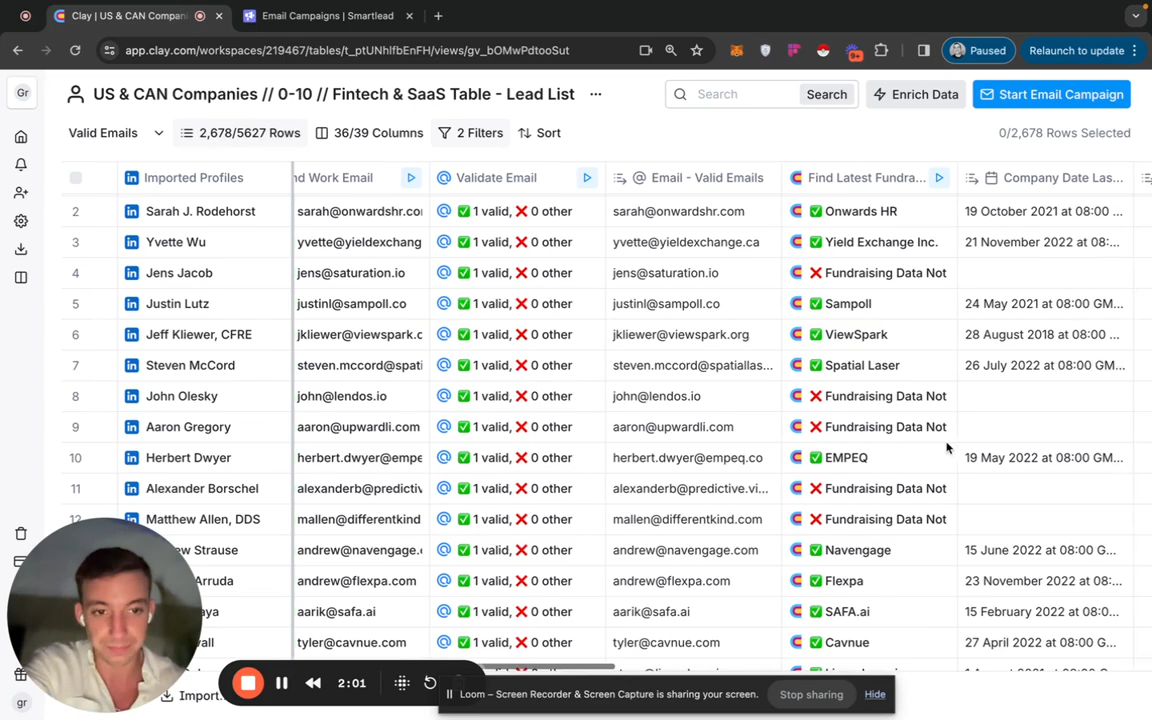 Clay | US & CAN Compani
Email Campaigns | Smartlead
app.clay.com/workspaces/219467/tables/t_ptUNhlfbEnFH/views/gv_bOMwPdtooSut
0+
Paused
Relaunch to update
Gr
US & CAN Companies // 0-10 // Fintech & SaaS Table - Lead List
Search
Search
Enrich Data
Start Email Campaign
Valid Emails
2,678/5627 Rows
36/39 Columns
2 Filters
Sort
0/2,678 Rows Selected
Imported Profiles
nd Work Email
Validate Email
Email - Valid Emails
Find Latest Fundra...
Company Date Las...
2 Sarah J. Rodehorst sarah@onwardshr.co 1 valid, 0 other sarah@onwardshr.com Onwards HR 19 October 2021 at 08:00 ...
3 Yvette Wu yvette@yieldexchang 1 valid, 0 other yvette@yieldexchange.ca Yield Exchange Inc. 21 November 2022 at 08:...
4 Jens Jacob jens@saturation.io 1 valid, 0 other jens@saturation.io Fundraising Data Not
5 Justin Lutz justinl@sampoll.co 1 valid, 0 other justinl@sampoll.co Sampoll 24 May 2021 at 08:00 GM...
6 Jeff Kliewer, CFRE jkliewer@viewspark.c 1 valid, 0 other jkliewer@viewspark.org ViewSpark 28 August 2018 at 08:00 ...
7 Steven McCord steven.mccord@spati 1 valid, 0 other steven.mccord@spatiallas... Spatial Laser 26 July 2022 at 08:00 GM...
8 John Olesky john@lendos.io 1 valid, 0 other john@lendos.io Fundraising Data Not
9 Aaron Gregory aaron@upwardli.com 1 valid, 0 other aaron@upwardli.com Fundraising Data Not
10 Herbert Dwyer herbert.dwyer@empe 1 valid, 0 other herbert.dwyer@empeq.co EMPEQ 19 May 2022 at 08:00 GM...
11 Alexander Borschel alexanderb@predictiv 1 valid, 0 other alexanderb@predictive.vi... Fundraising Data Not
12 Matthew Allen, DDS mallen@differentkind 1 valid, 0 other mallen@differentkind.com Fundraising Data Not
ew Strause andrew@navengage. 1 valid, 0 other andrew@navengage.com Navengage 15 June 2022 at 08:00 G...
Arruda andrew@flexpa.com 1 valid, 0 other andrew@flexpa.com Flexpa 23 November 2022 at 08:...
aya aarik@safa.ai 1 valid, 0 other aarik@safa.ai SAFA.ai 15 February 2022 at 08:0...
vall tyler@cavnue.com 1 valid, 0 other tyler@cavnue.com Cavnue 27 April 2022 at 08:00 G...
gr
Import
2:01
Loom – Screen Recorder & Screen Capture is sharing your screen.
Stop sharing
Hide